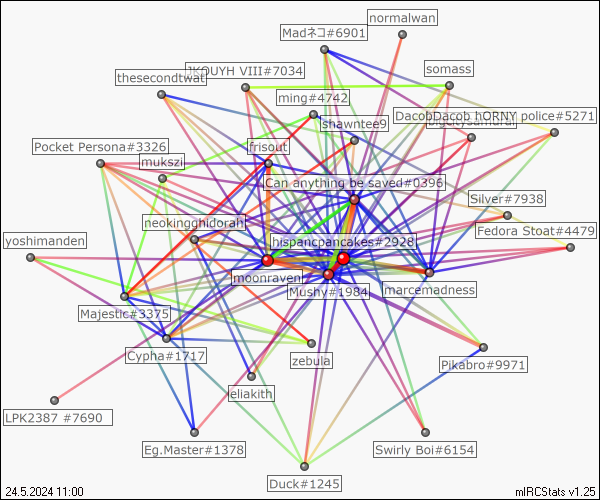 normalwan
Madネコ#6901
JKOUYH VIII#7034
thesecondtwat
somass
ming#4742
DacobDacob hORNY police#5271
shawntee9
Pocket Persona#3326
frisout
mukszi
Can anything be saved#0396
Silver#7938
neokingghidorah
Fedora Stoat#4479
yoshimanden
hispancpancakes#2928
moonraven
Mushy#1984
marcemadness
Majestic#3375
Cypha#1717
zebula
Pikabro#9971
eliakith
LPK2387 #7690
Eg.Master#1378
Swirly Boi#6154
Duck#1245
24.5.2024 11:00
mIRCStats v1.25